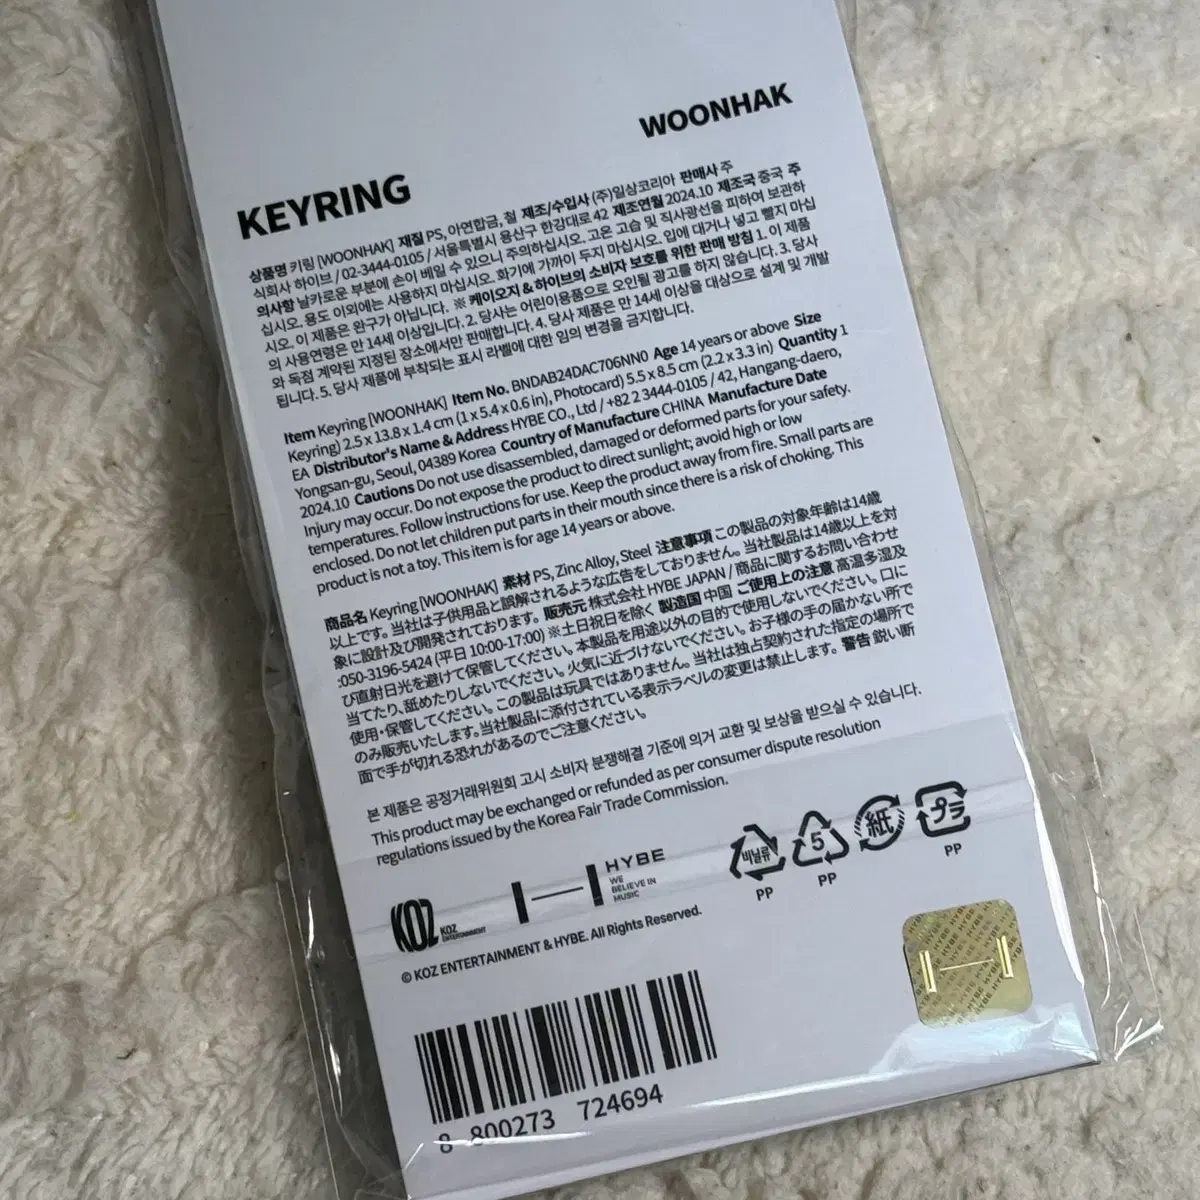 WOONHAK
KEYRING
상품명 키링 [WOONHAK] 재질 PS, 아연합금, 철 제조/수입사 (주)일상코리아 판매사 주
식회사 하이브 / 02-3444-0105 / 서울특별시 용산구 한강대로 42 제조연월 2024.10 제조국 중국 주
의사항 날카로운 부분에 손이 베일 수 있으니 주의하십시오. 고온 고습 및 직사광선을 피하여 보관하
십시오. 용도 이외에는 사용하지 마십시오. 화기에 가까이 두지 마십시오. 입에 대거나 넣고 빨지 마십
시오. 이 제품은 완구가 아닙니다. ※ 케이오지 & 하이브의 소비자 보호를 위한 판매 방침 1. 이 제품
의 사용연령은 만 14세 이상입니다. 2. 당사는 어린이용품으로 오인될 광고를 하지 않습니다. 3. 당사
와 독점 계약된 지정된 장소에서만 판매합니다. 4. 당사 제품은 만 14세 이상을 대상으로 설계 및 개발
됩니다. 5. 당사 제품에 부착되는 표시 라벨에 대한 임의 변경을 금지합니다.
Item Keyring [WOONHAK] Item No. BNDAB24DAC706NN0 Age 14 years or above Size
Keyring) 2.5 x 13.8 x 1.4 cm (1 x 5.4 x 0.6 in), Photocard) 5.5 x 8.5 cm (2.2 x 3.3 in) Quantity 1
EA Distributor's Name & Address HYBE CO., Ltd / +82 2 3444-0105 / 42, Hangang-daero,
Yongsan-gu, Seoul, 04389 Korea Country of Manufacture CHINA Manufacture Date
2024.10 Cautions Do not use disassembled, damaged or deformed parts for your safety.
Injury may occur. Do not expose the product to direct sunlight; avoid high or low
temperatures. Follow instructions for use. Keep the product away from fire. Small parts are
enclosed. Do not let children put parts in their mouth since there is a risk of choking. This
product is not a toy. This item is for age 14 years or above.
商品名 Keyring [WOONHAK] 素材 PS, Zinc Alloy, Steel 注意事項 この製品の対象年齢は14歳
以上です。当社は子供用品と誤解されるような広告をしておりません。当社製品は14歳以上を対
象に設計及び開発されております。 販売元 株式会社 HYBE JAPAN / 商品に関するお問い合わせ
:050-3196-5424 (平日 10:00-17:00) ※土日祝日を除く 製造国 中国 ご使用上の注意 高温多湿及
び直射日光を避けて保管してください。本製品を用途以外の目的で使用しないでください。口に
当てたり、舐めたりしないでください。火気に近づけないでください。お子様の手の届かない所で
使用・保管してください。この製品は玩具ではありません。当社は独占契約された指定の場所で
のみ販売いたします。当社製品に添付されている表示ラベルの変更は禁止します。 警告 鋭い断
面で手が切れる恐れがあるのでご注意ください。
본 제품은 공정거래위원회 고시 소비자 분쟁해결 기준에 의거 교환 및 보상을 받으실 수 있습니다.
This product may be exchanged or refunded as per consumer dispute resolution
regulations issued by the Korea Fair Trade Commission.
KOZ KOZ ENTERTAINMENT
HYBE
WE
BELIEVE IN
MUSIC
비닐류
PP
5
PP
紙
プラ
PP
© KOZ ENTERTAINMENT & HYBE. All Rights Reserved.
HYBE HYBE HYBE
8 800273 724694